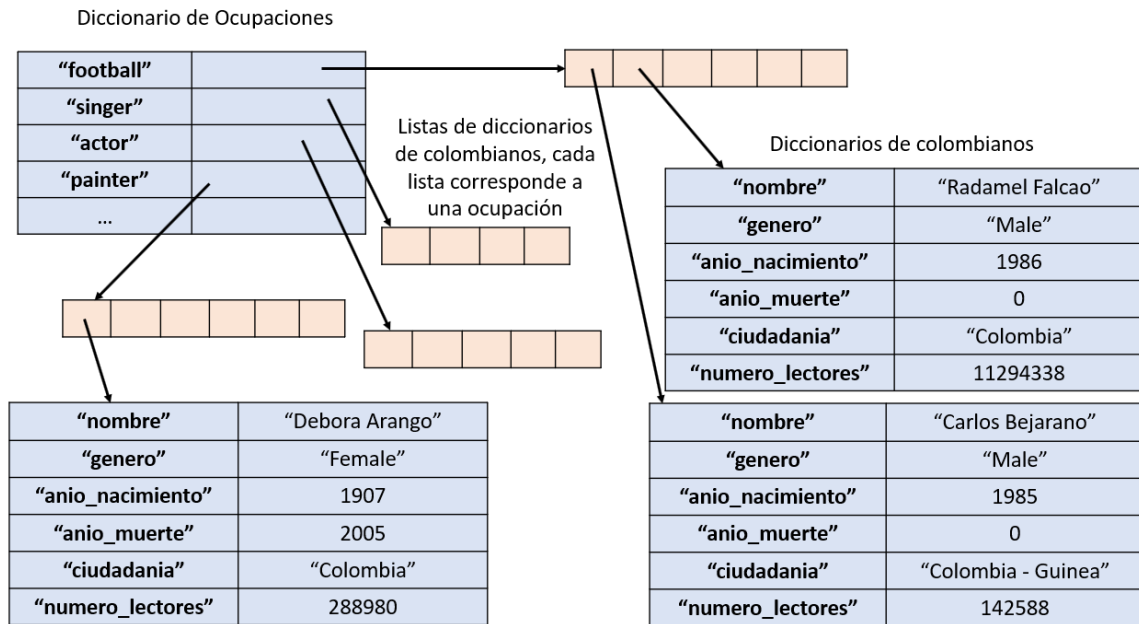 Diccionario de Ocupaciones
“football”
“singer”
“actor”
“painter”
...
Listas de diccionarios
de colombianos, cada
lista corresponde a
una ocupación
Diccionarios de colombianos
“nombre” “Radamel Falcao”
“genero” “Male”
“anio_nacimiento” 1986
“anio_muerte” 0
“ciudadania” “Colombia”
“numero_lectores” 11294338
“nombre” “Debora Arango”
“genero” “Female”
“anio_nacimiento” 1907
“anio_muerte” 2005
“ciudadania” “Colombia”
“numero_lectores” 288980
“nombre” “Carlos Bejarano”
“genero” “Male”
“anio_nacimiento” 1985
“anio_muerte” 0
“ciudadania” “Colombia - Guinea”
“numero_lectores” 142588